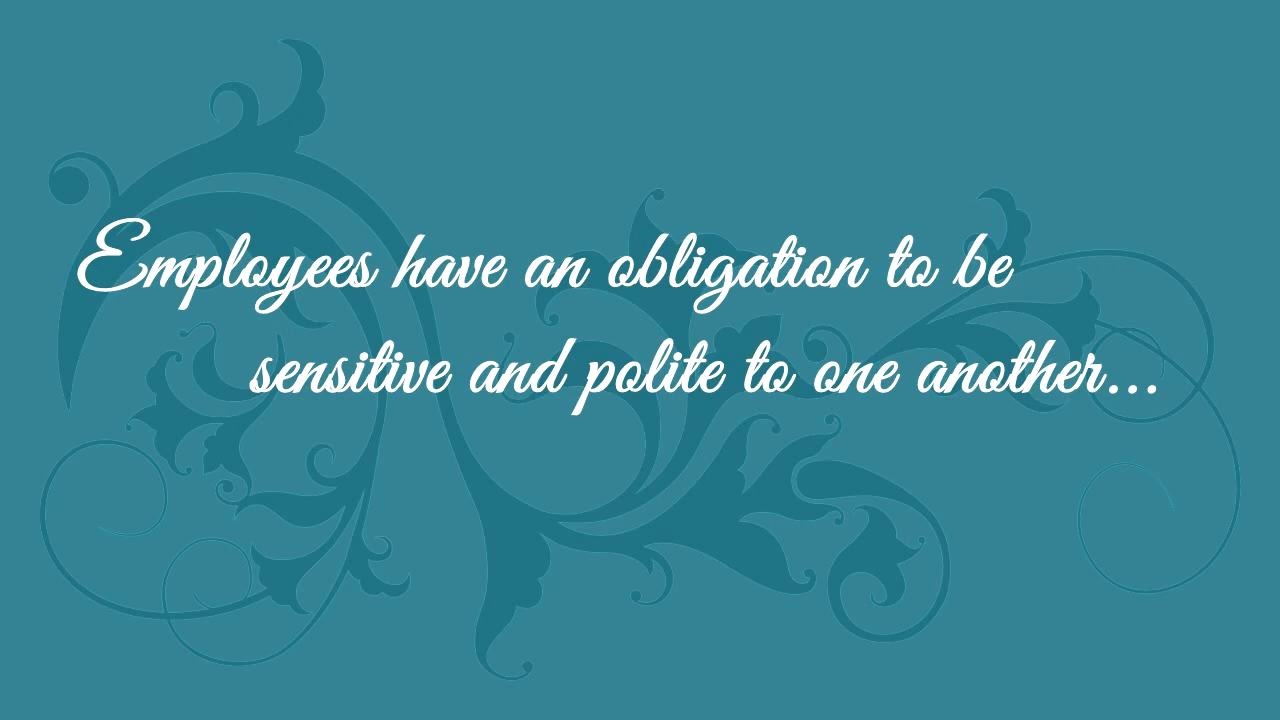 Employees have an obligation to be
sensitive and polite to one another...